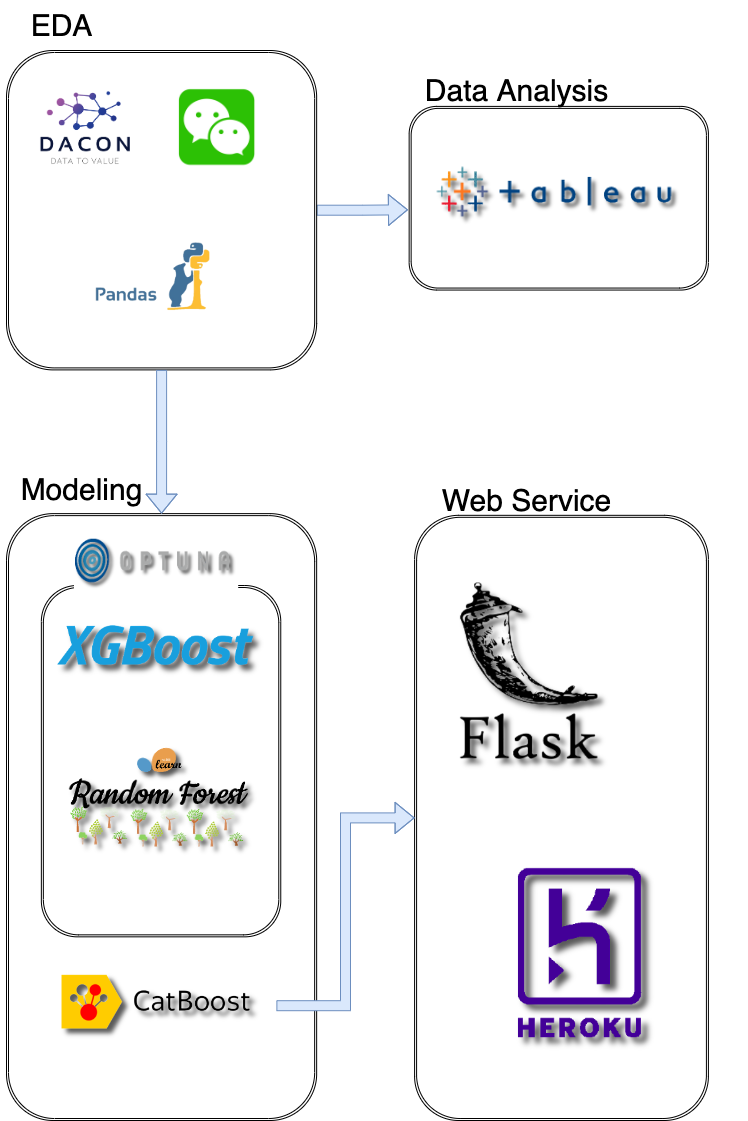 EDA
DACON
DATA TO VALUE
Pandas
Data Analysis
+ableau
Modeling
OPTUNA
XGBoost
learn
Random Forest
CatBoost
Web Service
Flask
HEROKU